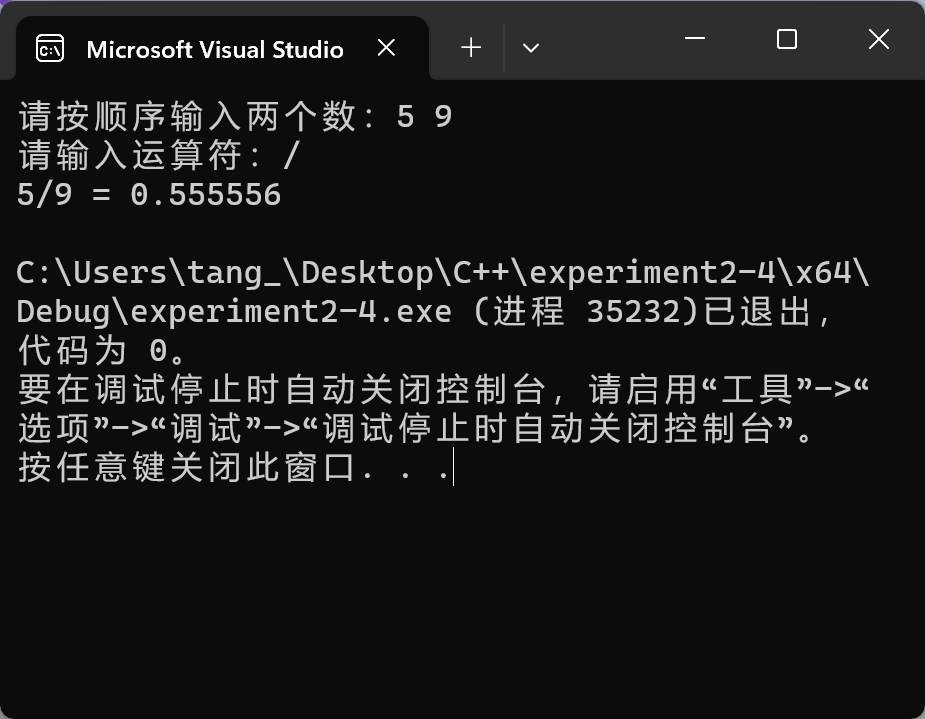 Microsoft Visual Studio
请按顺序输入两个数：5 9
请输入运算符：/
5/9 = 0.555556
C:\Users\tang_\Desktop\C++\experiment2-4\x64\
Debug\experiment2-4.exe (进程 35232)已退出，
代码为 0。
要在调试停止时自动关闭控制台，请启用“工具”->“
选项”->“调试”->“调试停止时自动关闭控制台”。
按任意键关闭此窗口. . .